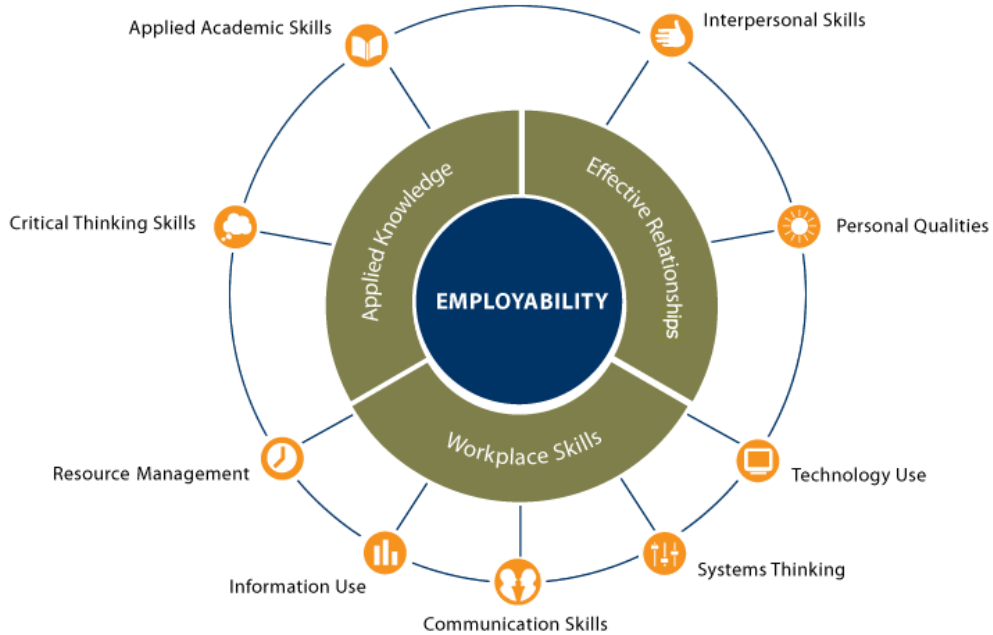 Applied Academic Skills
Interpersonal Skills
Applied Knowledge
Effective Relationships
Critical Thinking Skills
Personal Qualities
EMPLOYABILITY
Workplace Skills
Resource Management
Technology Use
Information Use
Systems Thinking
Communication Skills